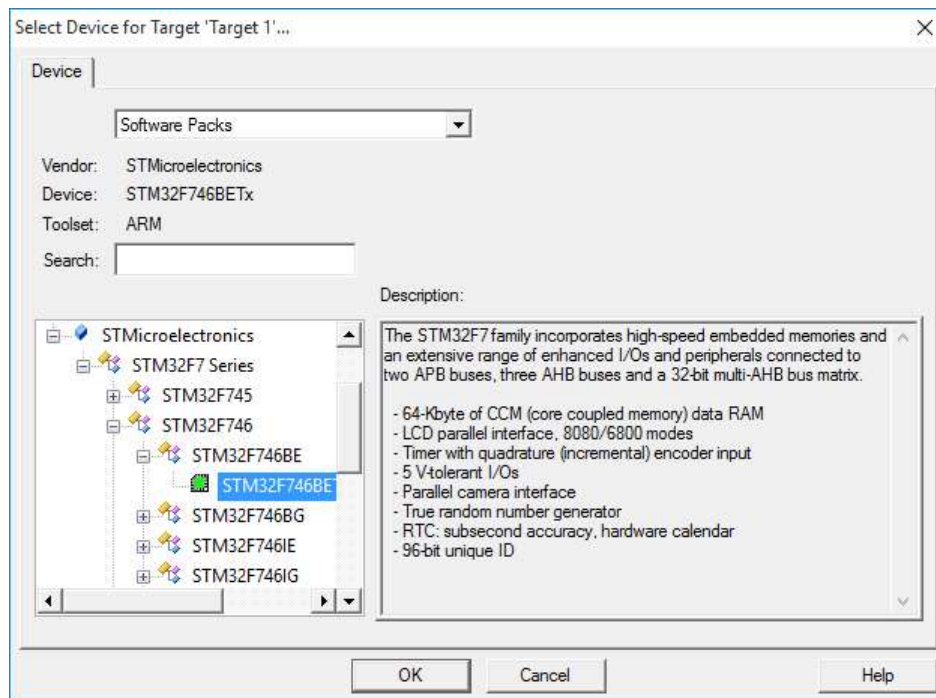 Select Device for Target 'Target 1'...
Device
Software Packs
Vendor: STMicroelectronics
Device: STM32F746BETx
Toolset: ARM
Search:
Description:
STMicroelectronics
STM32F7 Series
STM32F745
STM32F746
STM32F746BE
STM32F746BET
STM32F746BG
STM32F746IE
STM32F746IG
The STM32F7 family incorporates high-speed embedded memories and
an extensive range of enhanced I/Os and peripherals connected to
two APB buses, three AHB buses and a 32-bit multi-AHB bus matrix.
- 64-Kbyte of CCM (core coupled memory) data RAM
- LCD parallel interface, 8080/6800 modes
- Timer with quadrature (incremental) encoder input
- 5 V-tolerant I/Os
- Parallel camera interface
- True random number generator
- RTC: subsecond accuracy, hardware calendar
- 96-bit unique ID
OK
Cancel
Help